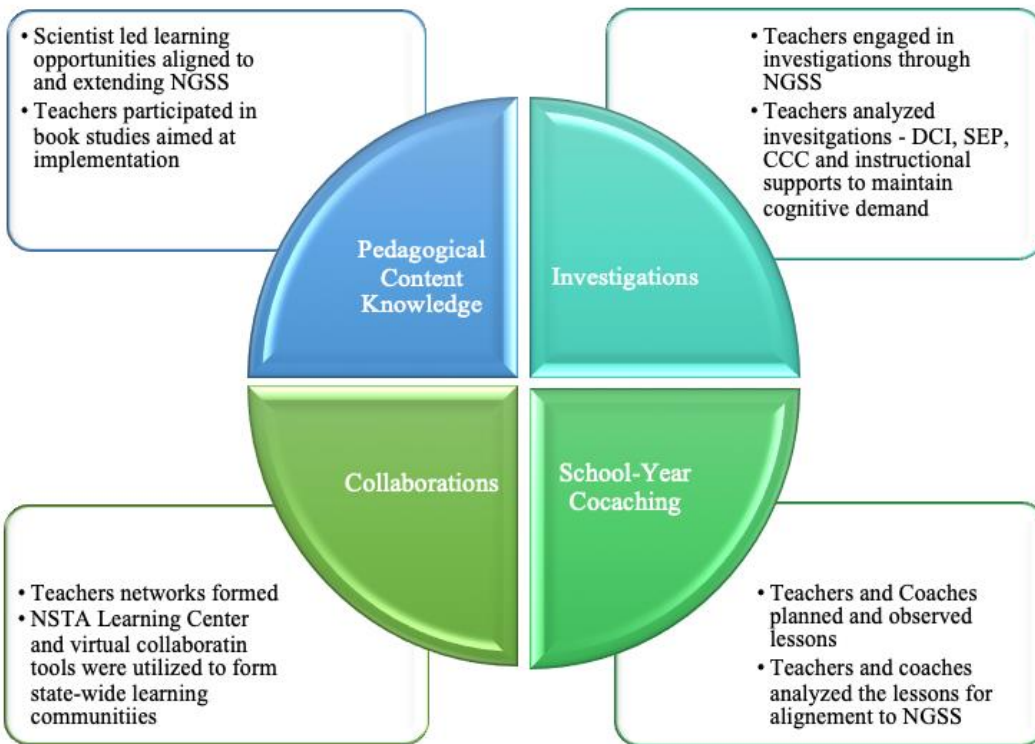 • Scientist led learning
opportunities aligned to
and extending NGSS
• Teachers participated in
book studies aimed at
implementation
• Teachers engaged in
investigations through
NGSS
• Teachers analyzed
invesitgations - DCI, SEP,
CCC and instructional
supports to maintain
cognitive demand
Pedagogical
Content
Knowledge
Investigations
Collaborations
School-Year
Cocaching
• Teachers networks formed
• NSTA Learning Center
and virtual collaboratin
tools were utilized to form
state-wide learning
communitiies
• Teachers and Coaches
planned and observed
lessons
• Teachers and coaches
analyzed the lessons for
alignement to NGSS